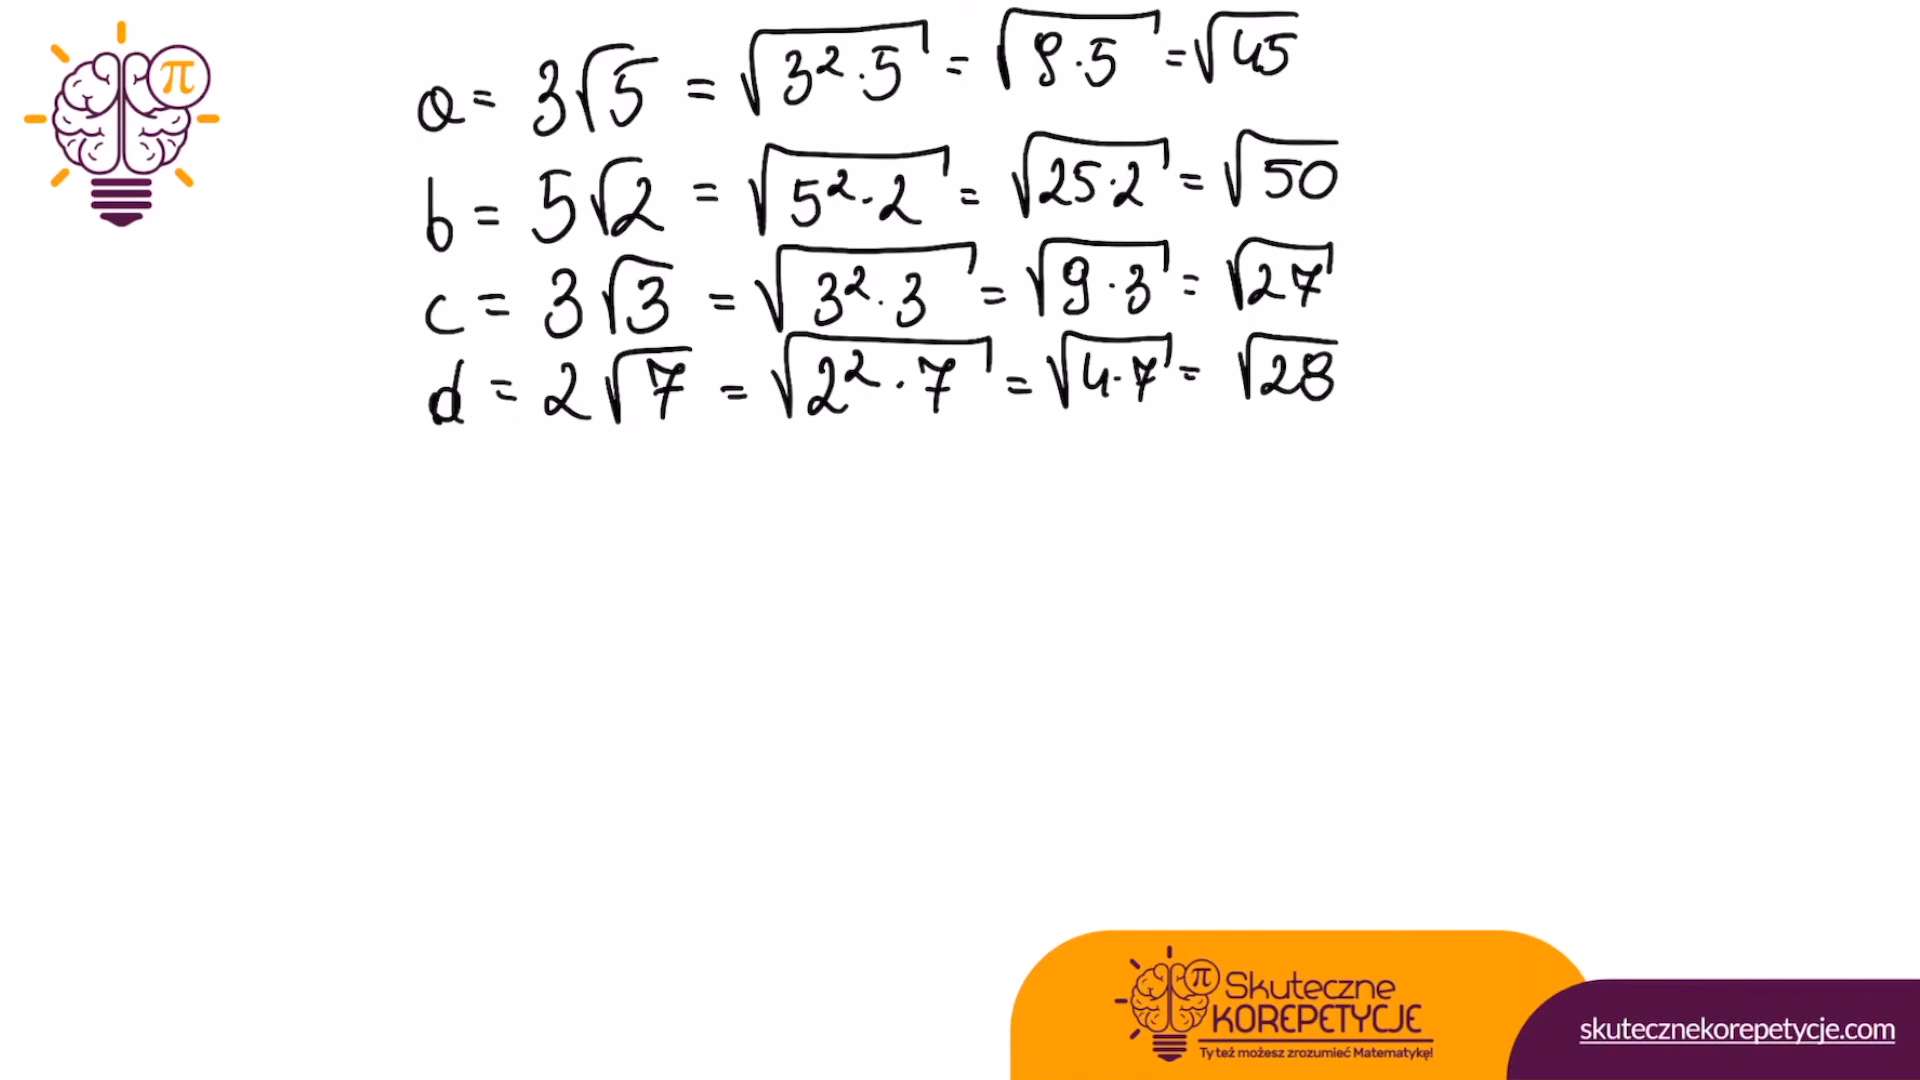 π
a = 3√5 = √(3²·5) = √(9·5) = √45
b = 5√2 = √(5²·2) = √(25·2) = √50
c = 3√3 = √(3²·3) = √(9·3) = √27
d = 2√7 = √(2²·7) = √(4·7) = √28
π
Skuteczne
KOREPETYCJE
Ty też możesz zrozumieć Matematykę!
skutecznekorepetycje.com